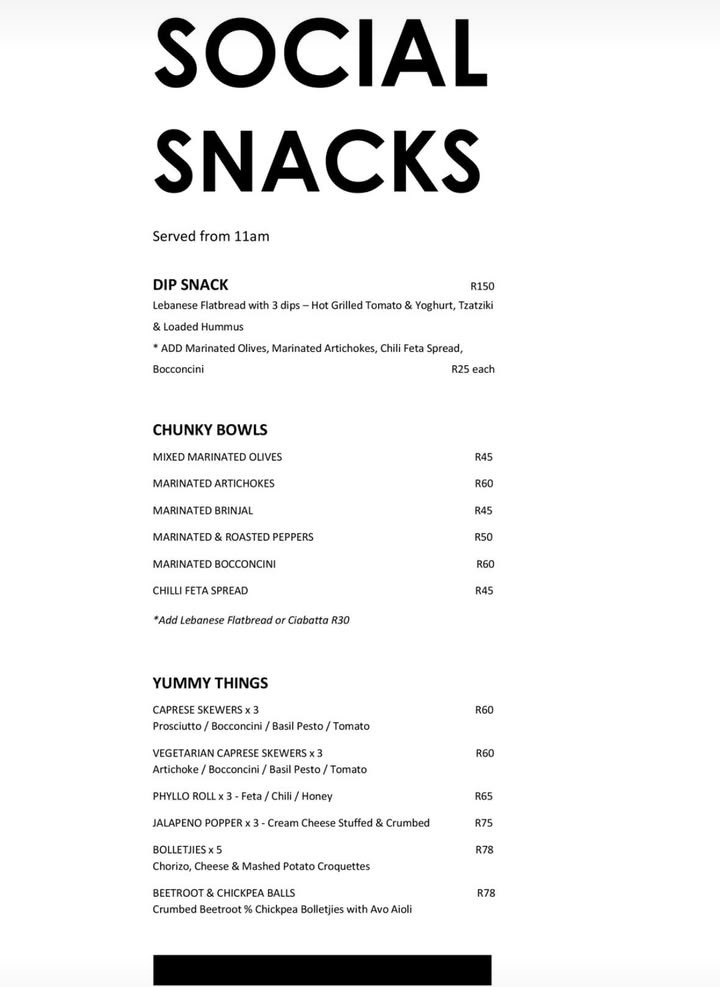 SOCIAL
SNACKS
Served from 11am
DIP SNACK R150
Lebanese Flatbread with 3 dips – Hot Grilled Tomato & Yoghurt, Tzatziki
& Loaded Hummus
* ADD Marinated Olives, Marinated Artichokes, Chili Feta Spread,
Bocconcini R25 each
CHUNKY BOWLS
MIXED MARINATED OLIVES R45
MARINATED ARTICHOKES R60
MARINATED BRINJAL R45
MARINATED & ROASTED PEPPERS R50
MARINATED BOCCONCINI R60
CHILLI FETA SPREAD R45
*Add Lebanese Flatbread or Ciabatta R30
YUMMY THINGS
CAPRESE SKEWERS x 3 R60
Prosciutto / Bocconcini / Basil Pesto / Tomato
VEGETARIAN CAPRESE SKEWERS x 3 R60
Artichoke / Bocconcini / Basil Pesto / Tomato
PHYLLO ROLL x 3 - Feta / Chili / Honey R65
JALAPENO POPPER x 3 - Cream Cheese Stuffed & Crumbed R75
BOLLETJIES x 5 R78
Chorizo, Cheese & Mashed Potato Croquettes
BEETROOT & CHICKPEA BALLS R78
Crumbed Beetroot % Chickpea Bolletjies with Avo Aioli